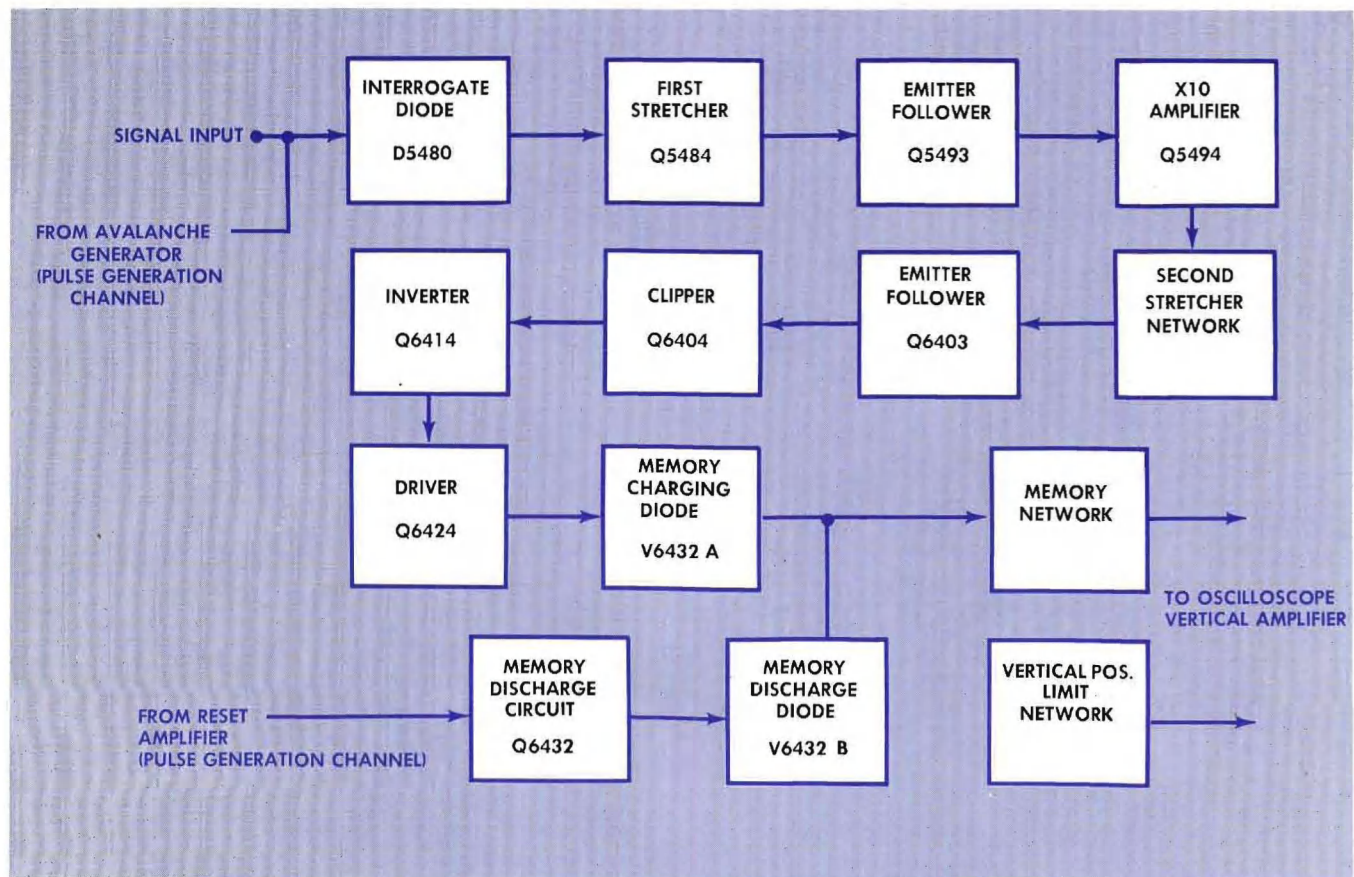 INTERROGATE
DIODE
D5480
FIRST
STRETCHER
Q5484
EMITTER
FOLLOWER
Q5493
X10
AMPLIFIER
Q5494
SIGNAL INPUT
FROM AVALANCHE
GENERATOR
(PULSE GENERATION
CHANNEL)
INVERTER
Q6414
CLIPPER
Q6404
EMITTER
FOLLOWER
Q6403
SECOND
STRETCHER
NETWORK
DRIVER
Q6424
MEMORY
CHARGING
DIODE
V6432 A
MEMORY
NETWORK
TO OSCILLOSCOPE
VERTICAL AMPLIFIER
FROM RESET
AMPLIFIER
(PULSE GENERATION CHANNEL)
MEMORY
DISCHARGE
CIRCUIT
Q6432
MEMORY
DISCHARGE
DIODE
V6432 B
VERTICAL POS.
LIMIT
NETWORK